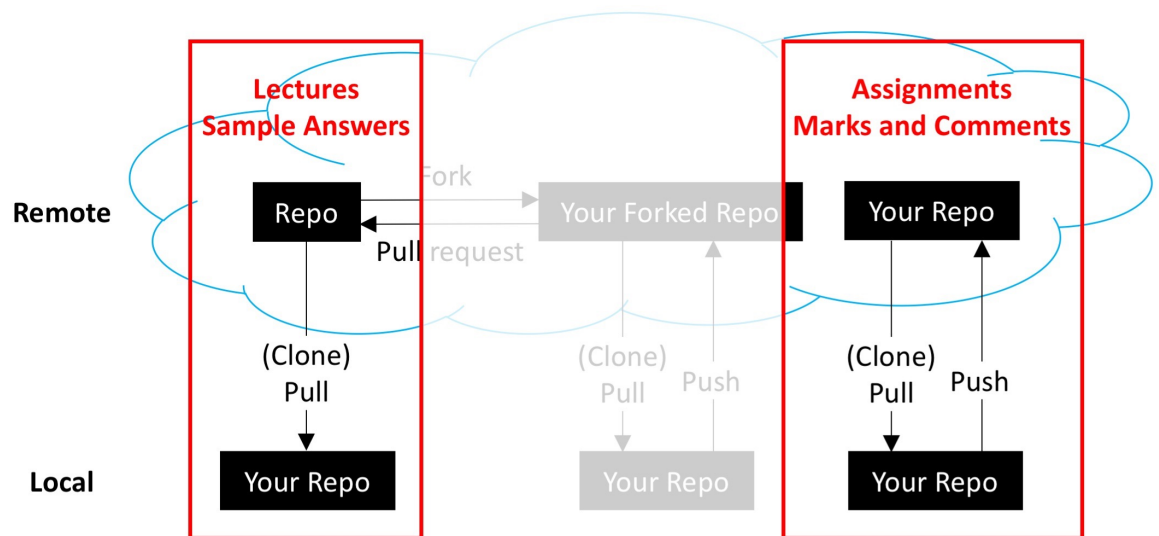 Lectures
Sample Answers
Assignments
Marks and Comments
Remote
Repo
Fork
Pull request
Your Forked Repo
Your Repo
(Clone)
Pull
(Clone)
Pull
Push
(Clone)
Pull
Push
Local
Your Repo
Your Repo
Your Repo